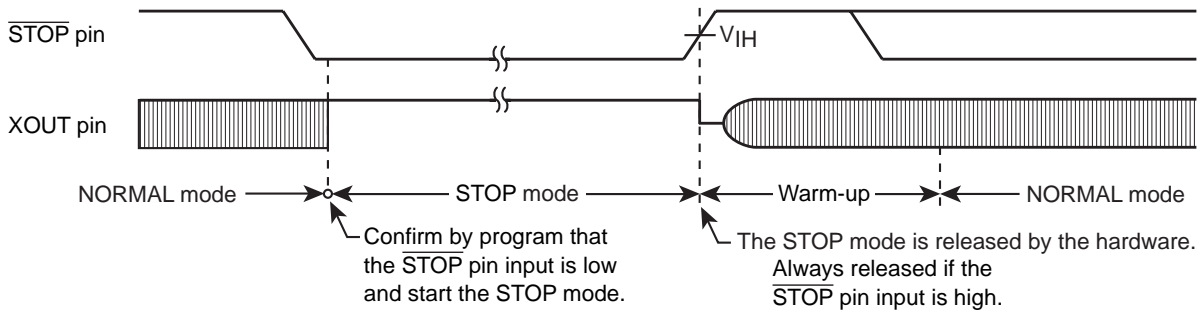 STOP pin
VIH
XOUT pin
NORMAL mode
STOP mode
Warm-up
NORMAL mode
Confirm by program that
the STOP pin input is low
and start the STOP mode.
The STOP mode is released by the hardware.
Always released if the
STOP pin input is high.